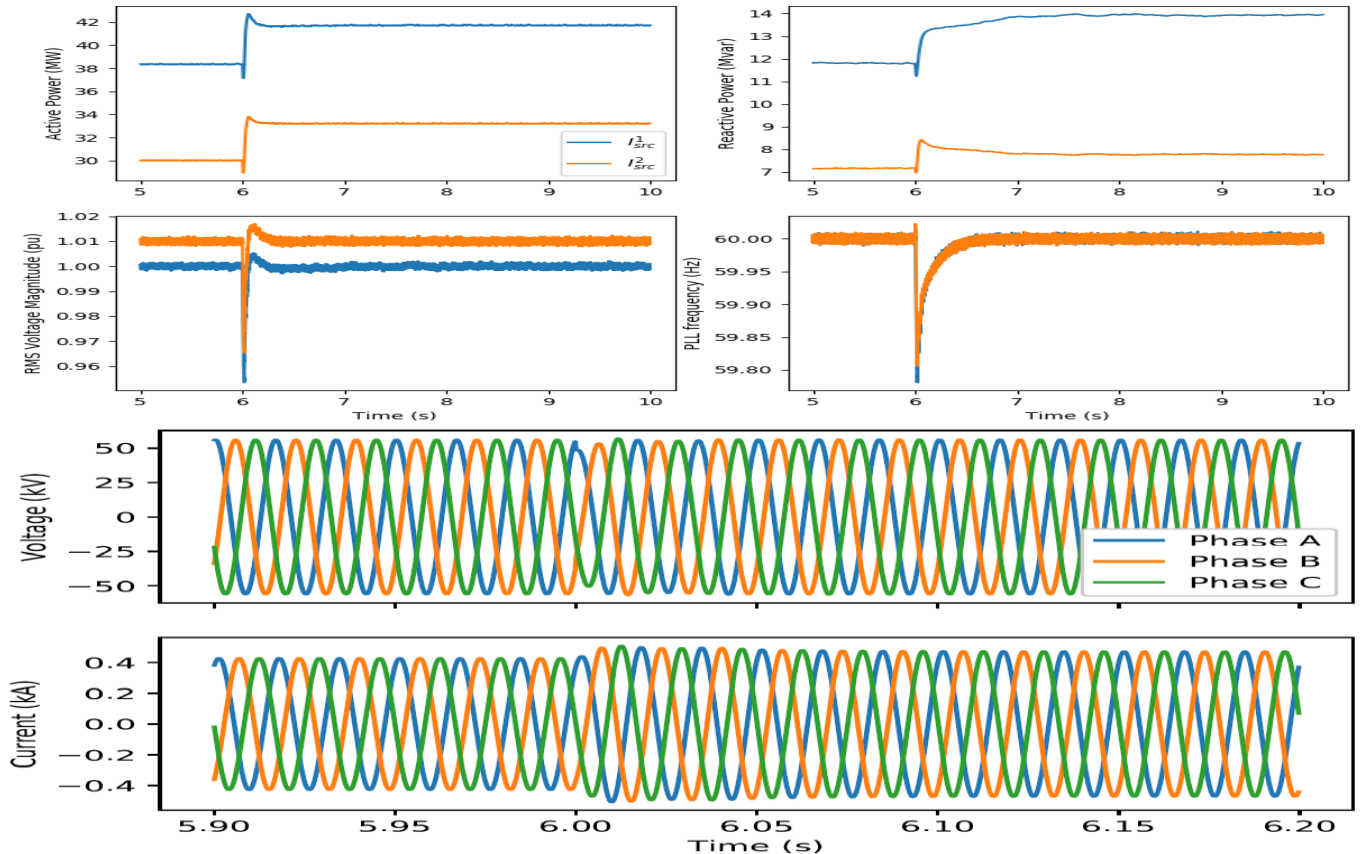 Active Power (MW)
42
40
38
36
34
32
30
I¹src
I²src
5 6 7 8 9 10
Reactive Power (Mvar)
14
13
12
11
10
9
8
7
5 6 7 8 9 10
RMS Voltage Magnitude (pu)
1.02
1.01
1.00
0.99
0.98
0.97
0.96
5 6 7 8 9 10
Time (s)
PLL frequency (Hz)
60.00
59.95
59.90
59.85
59.80
5 6 7 8 9 10
Time (s)
Voltage (kV)
50
25
0
−25
−50
Phase A
Phase B
Phase C
Current (kA)
0.4
0.2
0.0
−0.2
−0.4
5.90 5.95 6.00 6.05 6.10 6.15 6.20
Time (s)